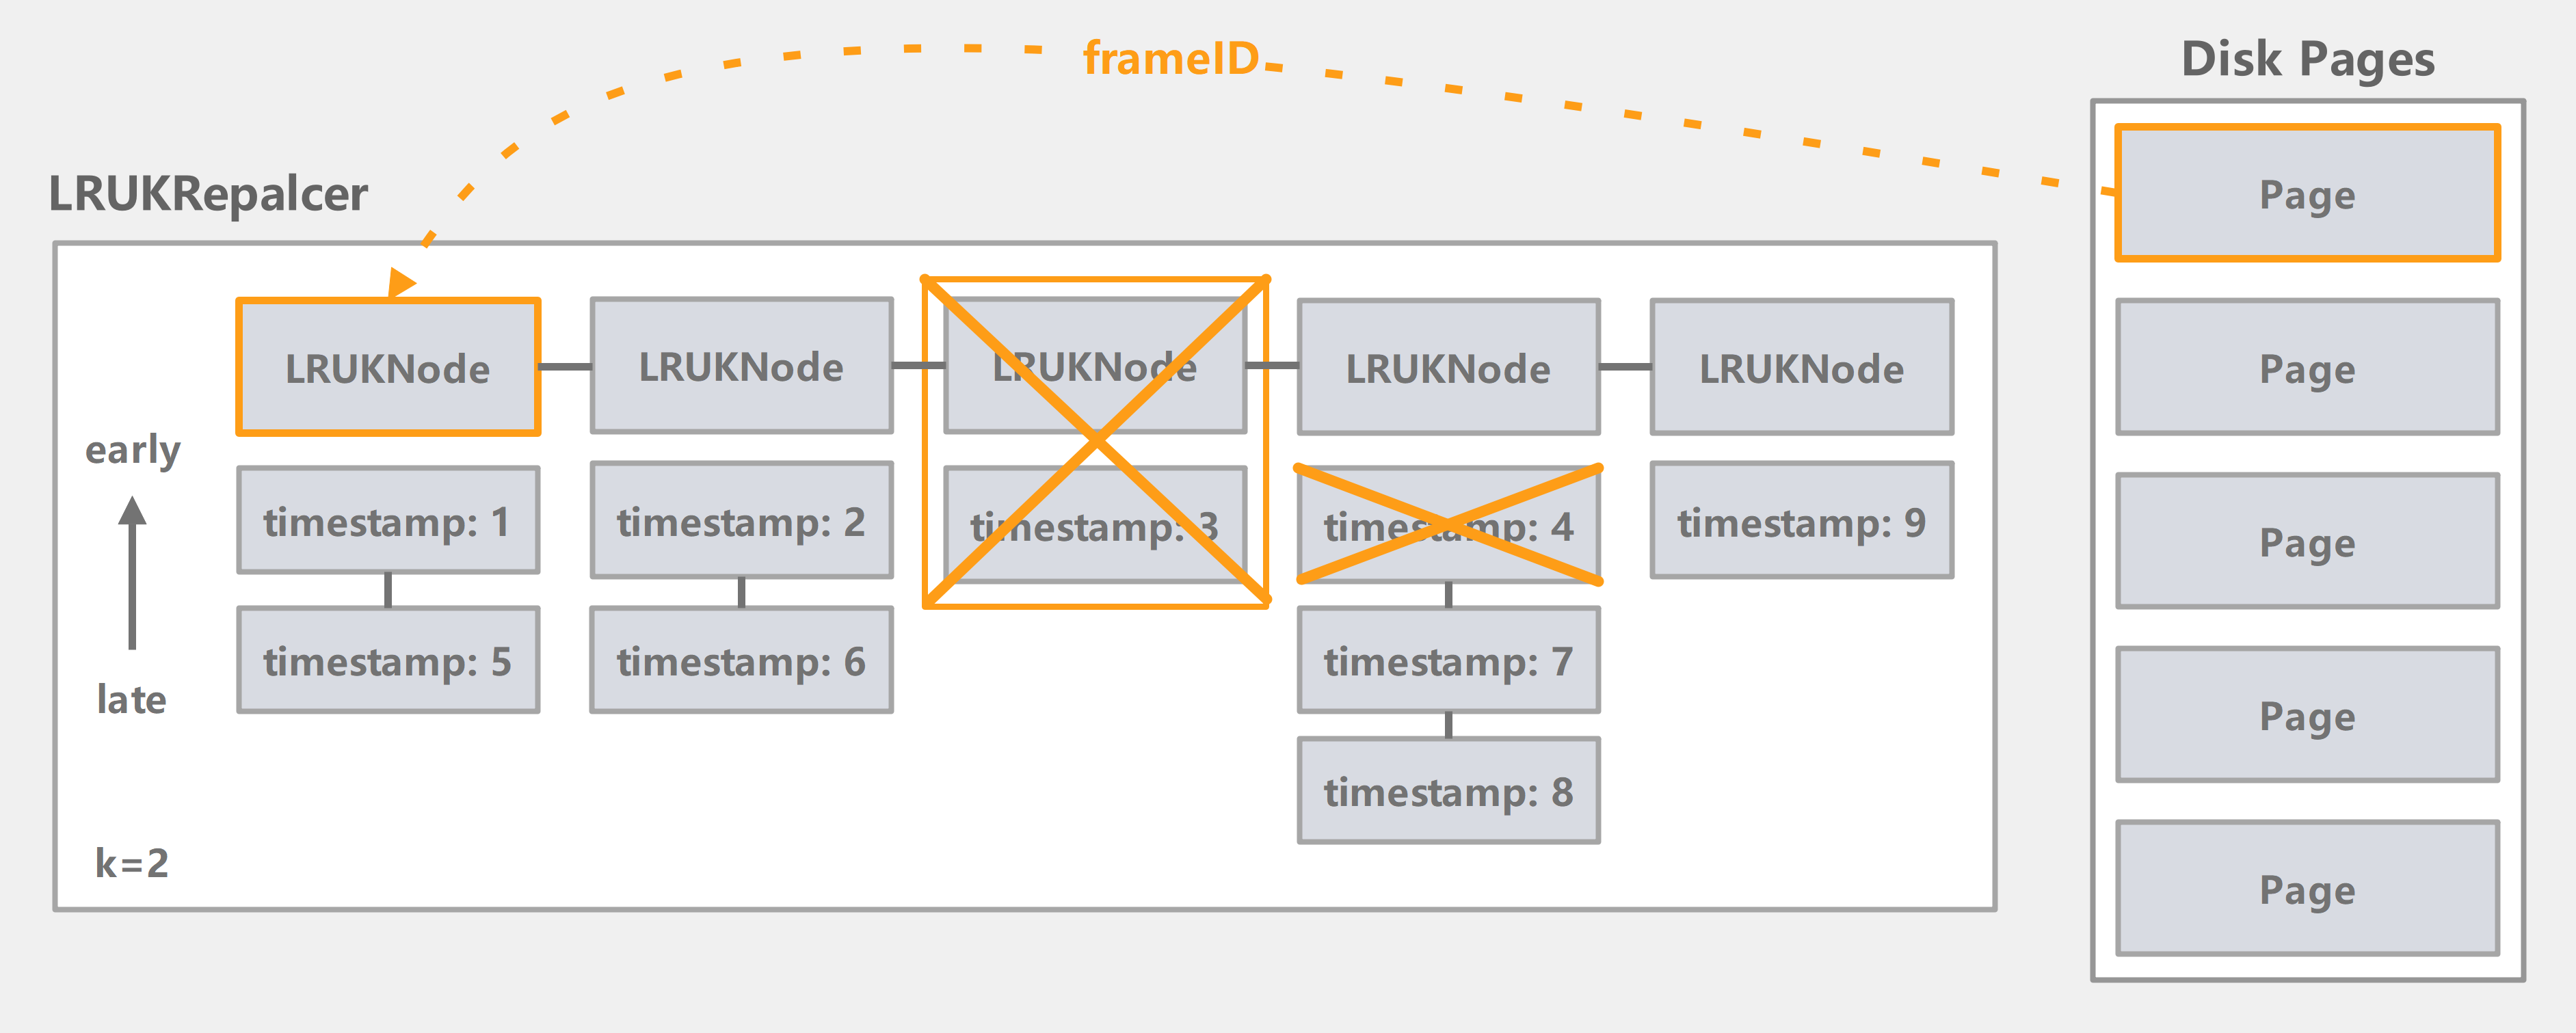 frameID
Disk Pages
LRUKRepalcer
Page
LRUKNode
LRUKNode
LRUKNode
LRUKNode
LRUKNode
Page
early
timestamp: 1
timestamp: 2
timestamp: 3
timestamp: 4
timestamp: 9
Page
late
timestamp: 5
timestamp: 6
timestamp: 7
Page
timestamp: 8
k=2
Page